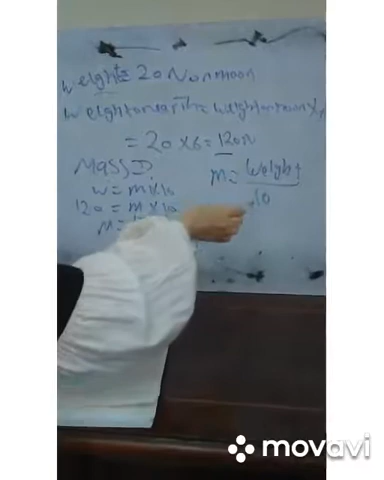 Weight = 20 N on moon
Weight on earth = weight on moon x
= 20 x 6 = 120 N
MASS
W = m x 10
120 = m x 10
m =
m = weight
10
movavi